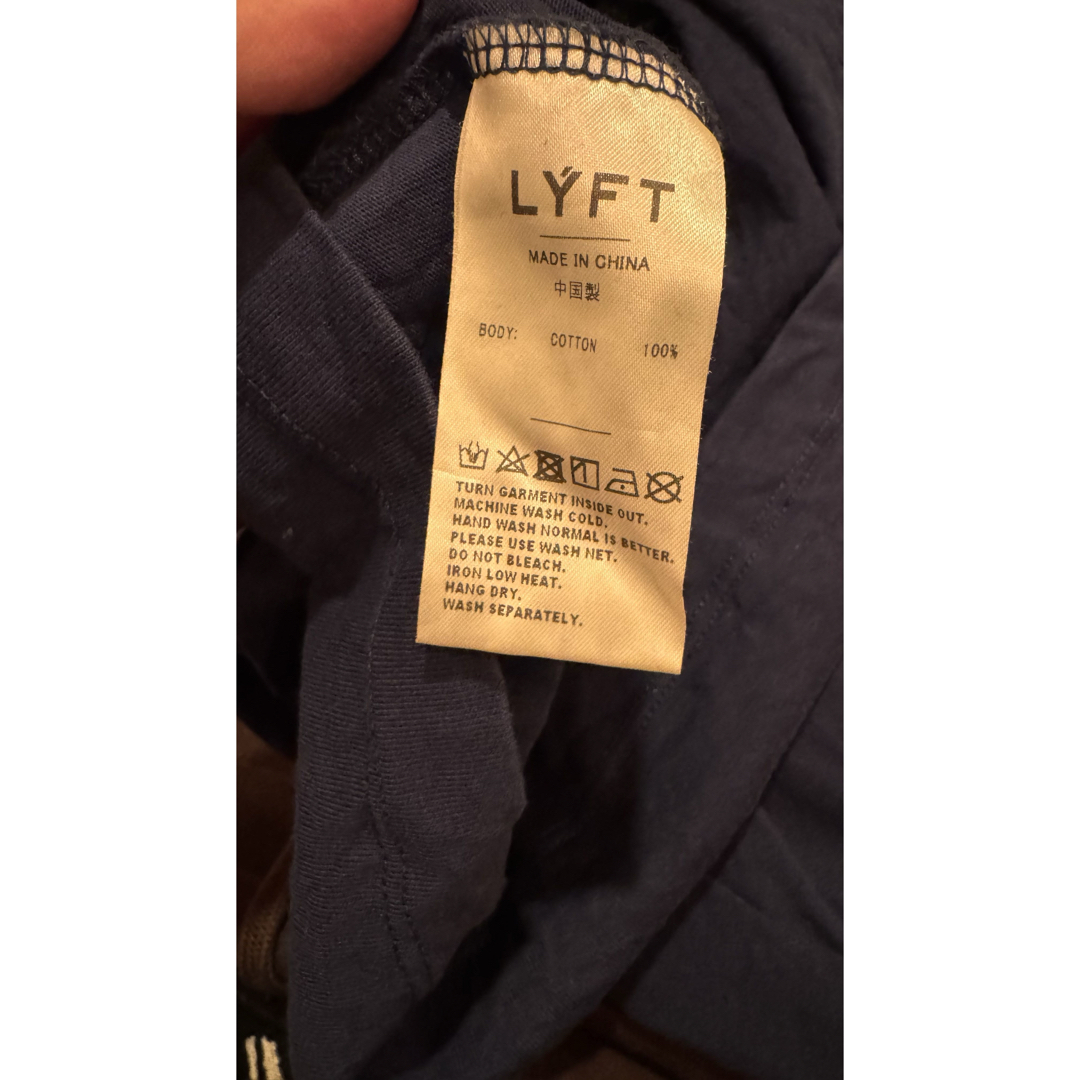 LÝFT
MADE IN CHINA
中国製
BODY: COTTON 100%
TURN GARMENT INSIDE OUT.
MACHINE WASH COLD.
HAND WASH NORMAL IS BETTER.
PLEASE USE WASH NET.
DO NOT BLEACH.
IRON LOW HEAT.
HANG DRY.
WASH SEPARATELY.